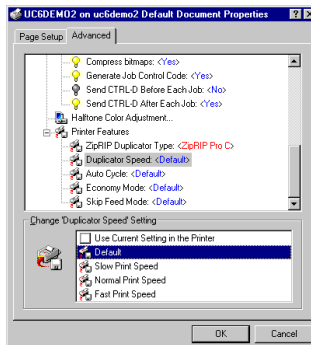 UC6DEMO2 on uc6demo2 Default Document Properties
Page Setup
Advanced
Compress bitmaps: <Yes>
Generate Job Control Code: <Yes>
Send CTRL-D Before Each Job: <No>
Send CTRL-D After Each Job: <Yes>
Halftone Color Adjustment...
Printer Features
ZipRIP Duplicator Type: <ZipRIP Pro C>
Duplicator Speed: <Default>
Auto Cycle: <Default>
Economy Mode: <Default>
Skip Feed Mode: <Default>
Change 'Duplicator Speed' Setting
Use Current Setting in the Printer
Default
Slow Print Speed
Normal Print Speed
Fast Print Speed
OK
Cancel